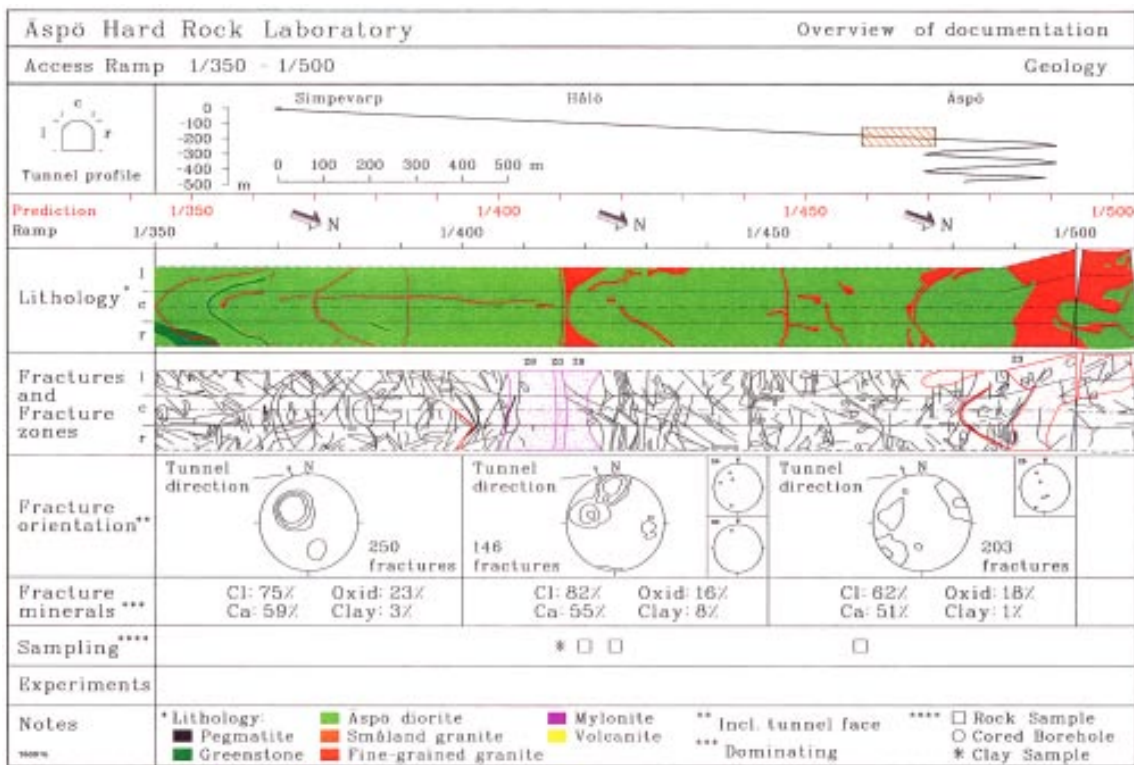 Äspö Hard Rock Laboratory Overview of documentation
Access Ramp 1/350 - 1/500 Geology
c
l r
Tunnel profile
0
-100
-200
-300
-400
-500 m
Simpevarp Hålö Äspö
0 100 200 300 400 500 m
Prediction 1/350 1/400 1/450 1/500
N N N
Ramp 1/350 1/400 1/450 1/500
Lithology*
l
c
r
Fractures and Fracture zones
l
c
r
23
Fracture orientation**
Tunnel direction N
250 fractures
Tunnel direction N
146 fractures
Tunnel direction N
203 fractures
Fracture minerals ***
Cl: 75% Oxid: 23%
Ca: 59% Clay: 3%
Cl: 82% Oxid: 16%
Ca: 55% Clay: 8%
Cl: 62% Oxid: 18%
Ca: 51% Clay: 1%
Sampling****
*
Experiments
Notes
* Lithology:
Pegmatite
Greenstone
Äspö diorite
Småland granite
Fine-grained granite
Mylonite
Volcanite
** Incl. tunnel face
*** Dominating
**** Rock Sample
Cored Borehole
* Clay Sample